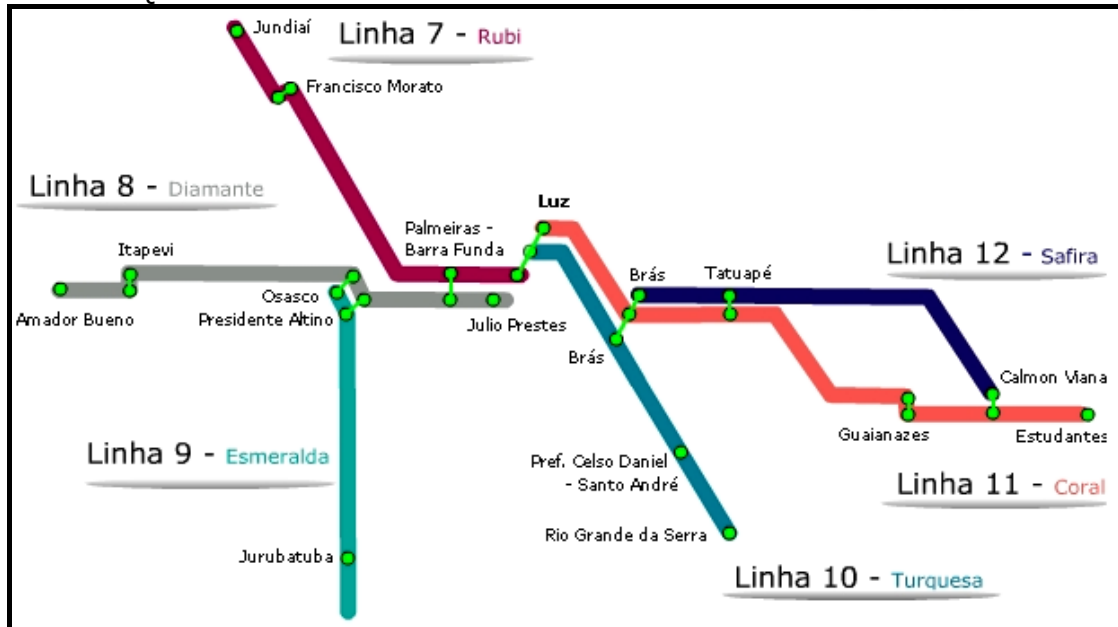 Jundiaí
Linha 7 - Rubi
Francisco Morato
Linha 8 - Diamante
Luz
Palmeiras -
Barra Funda
Itapevi
Linha 12 - Safira
Brás
Tatuapé
Osasco
Amador Bueno
Presidente Altino
Julio Prestes
Brás
Calmon Viana
Guaianazes
Estudantes
Linha 9 - Esmeralda
Pref. Celso Daniel
- Santo André
Linha 11 - Coral
Rio Grande da Serra
Jurubatuba
Linha 10 - Turquesa